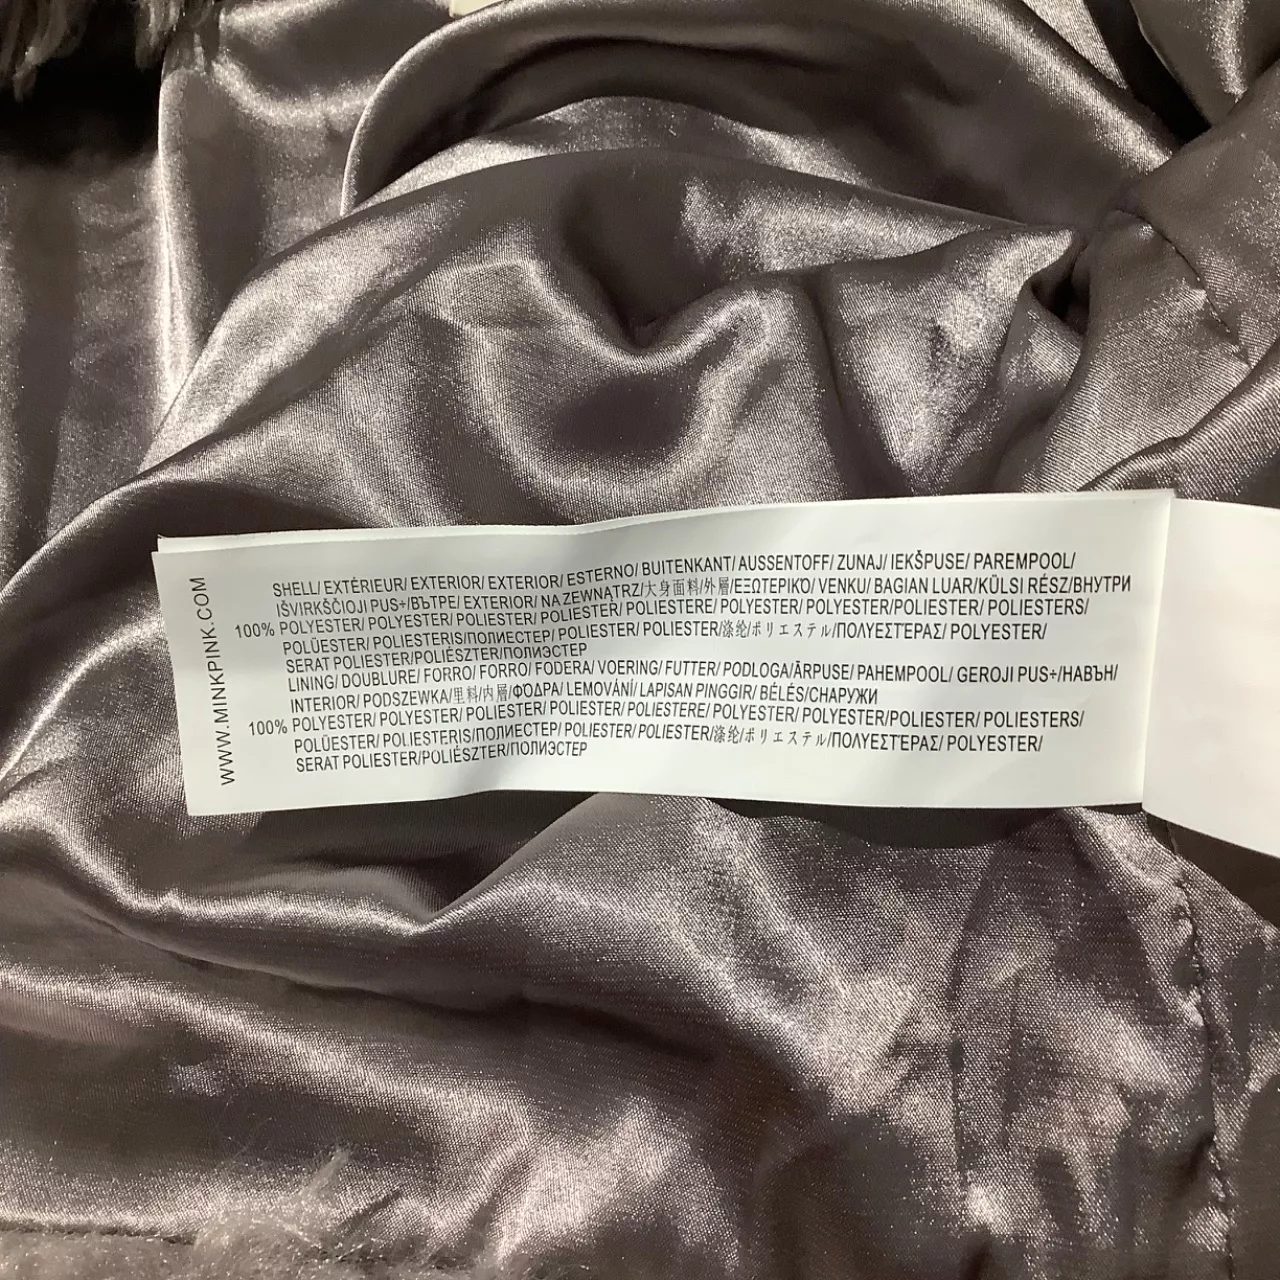 WWW.MINKPINK.COM
SHELL/ EXTÉRIEUR/ EXTERIOR/ EXTERIOR/ ESTERNO/ BUITENKANT/ AUSSENTOFF/ ZUNAJ/ IEKŠPUSE/ PAREMPOOL/
IŠVIRKŠČIOJI PUS+/ВЪТРЕ/ EXTERIOR/ NA ZEWNĄTRZ/大身面料/外層/ΕΞΩΤΕΡΙΚΌ/ VENKU/ BAGIAN LUAR/KÜLSI RÉSZ/ВНУТРИ
100% POLYESTER/ POLYESTER/ POLIESTER/ POLIESTER/ POLIESTERE/ POLYESTER/ POLYESTER/POLIESTER/ POLIESTERS/
POLÜESTER/ POLIESTERIS/ПОЛИЕСТЕР/ POLIESTER/ POLIESTER/涤纶/ポリエステル/ΠΟΛΥΕΣΤΈΡΑΣ/ POLYESTER/
SERAT POLIESTER/POLIÉSZTER/ПОЛИЭСТЕР
LINING/ DOUBLURE/ FORRO/ FORRO/ FODERA/ VOERING/ FUTTER/ PODLOGA/ĀRPUSE/ PAHEMPOOL/ GEROJI PUS+/НАВЪН/
INTERIOR/ PODSZEWKA/里料/内層/ΦΌΔΡΑ/ LEMOVÁNÍ/ LAPISAN PINGGIR/ BÉLÉS/СНАРУЖИ
100% POLYESTER/ POLYESTER/ POLIESTER/ POLIESTER/ POLIESTERE/ POLYESTER/ POLYESTER/POLIESTER/ POLIESTERS/
POLÜESTER/ POLIESTERIS/ПОЛИЕСТЕР/ POLIESTER/ POLIESTER/涤纶/ポリエステル/ΠΟΛΥΕΣΤΈΡΑΣ/ POLYESTER/
SERAT POLIESTER/POLIÉSZTER/ПОЛИЭСТЕР